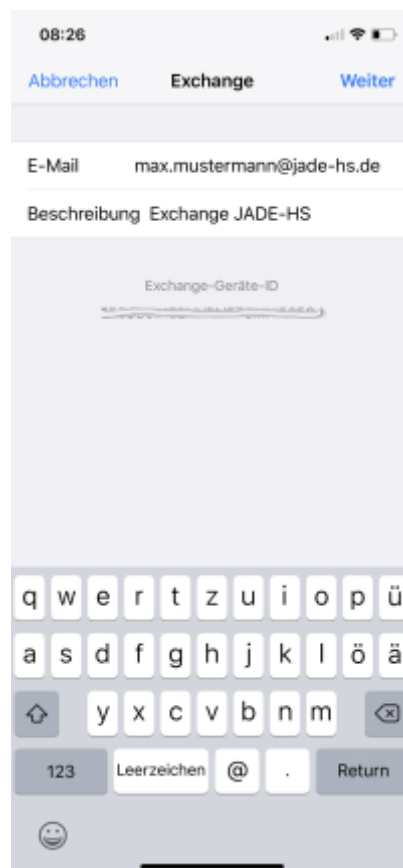 08:26
Abbrechen Exchange Weiter
E-Mail max.mustermann@jade-hs.de
Beschreibung Exchange JADE-HS
Exchange-Geräte-ID
q w e r t z u i o p ü
a s d f g h j k l ö ä
y x c v b n m
123 Leerzeichen @ . Return